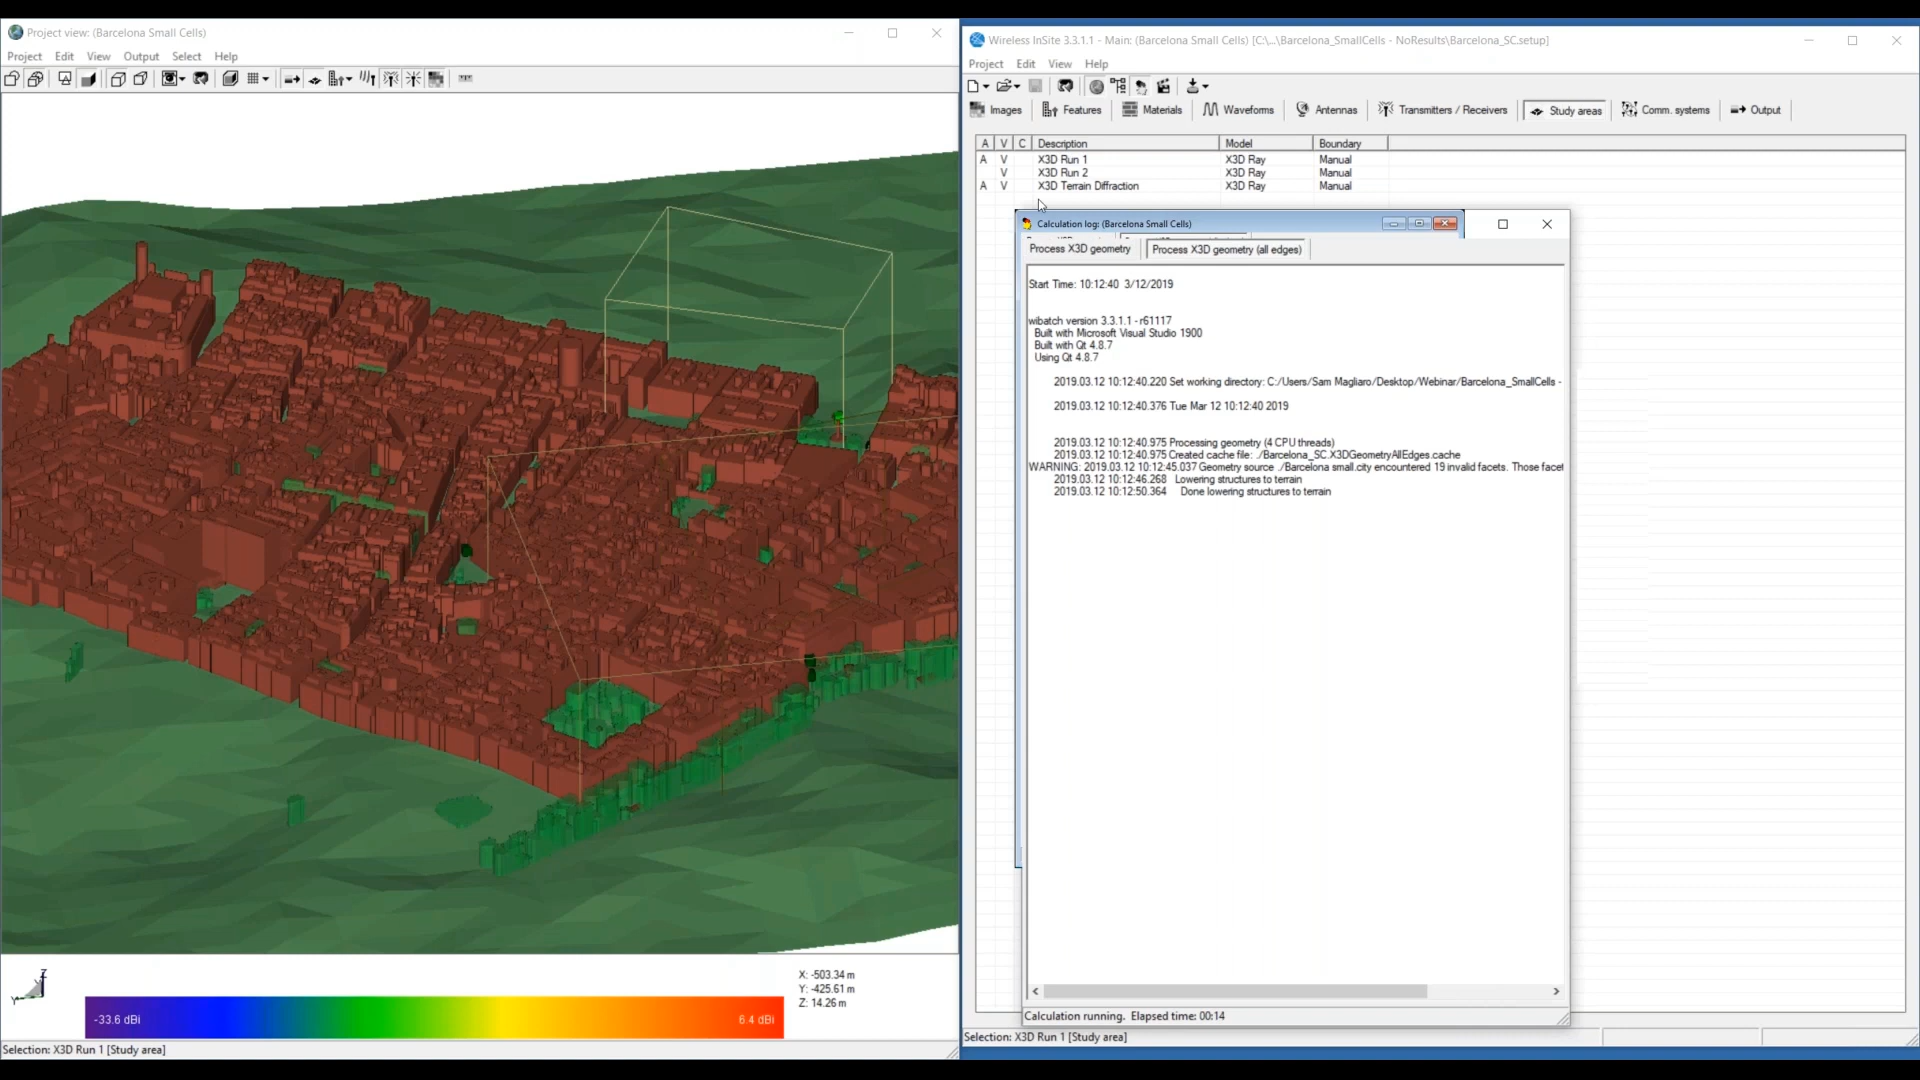 Project view: (Barcelona Small Cells)
Project Edit View Output Select Help
X: -503.34 m
Y: -425.61 m
Z: 14.26 m
-33.6 dBi
6.4 dBi
Selection: X3D Run 1 [Study area]
Wireless InSite 3.3.1.1 - Main: (Barcelona Small Cells) [C:\...\Barcelona_SmallCells - NoResults\Barcelona_SC.setup]
Project Edit View Help
Images Features Materials Waveforms Antennas Transmitters / Receivers Study areas Comm. systems Output
A V C Description Model Boundary
A V X3D Run 1 X3D Ray Manual
V X3D Run 2 X3D Ray Manual
A V X3D Terrain Diffraction X3D Ray Manual
Calculation log: (Barcelona Small Cells)
Process X3D geometry Process X3D geometry (all edges)
Start Time: 10:12:40 3/12/2019
wibatch version 3.3.1.1 - r61117
Built with Microsoft Visual Studio 1900
Built with Qt 4.8.7
Using Qt 4.8.7
2019.03.12 10:12:40.220 Set working directory: C:/Users/Sam Magliaro/Desktop/Webinar/Barcelona_SmallCells -
2019.03.12 10:12:40.376 Tue Mar 12 10:12:40 2019
2019.03.12 10:12:40.975 Processing geometry (4 CPU threads)
2019.03.12 10:12:40.975 Created cache file: ./Barcelona_SC.X3DGeometryAllEdges.cache
WARNING: 2019.03.12 10:12:45.037 Geometry source ./Barcelona small.city encountered 19 invalid facets. Those facet
2019.03.12 10:12:46.268 Lowering structures to terrain
2019.03.12 10:12:50.364 Done lowering structures to terrain
Calculation running. Elapsed time: 00:14
Selection: X3D Run 1 [Study area]